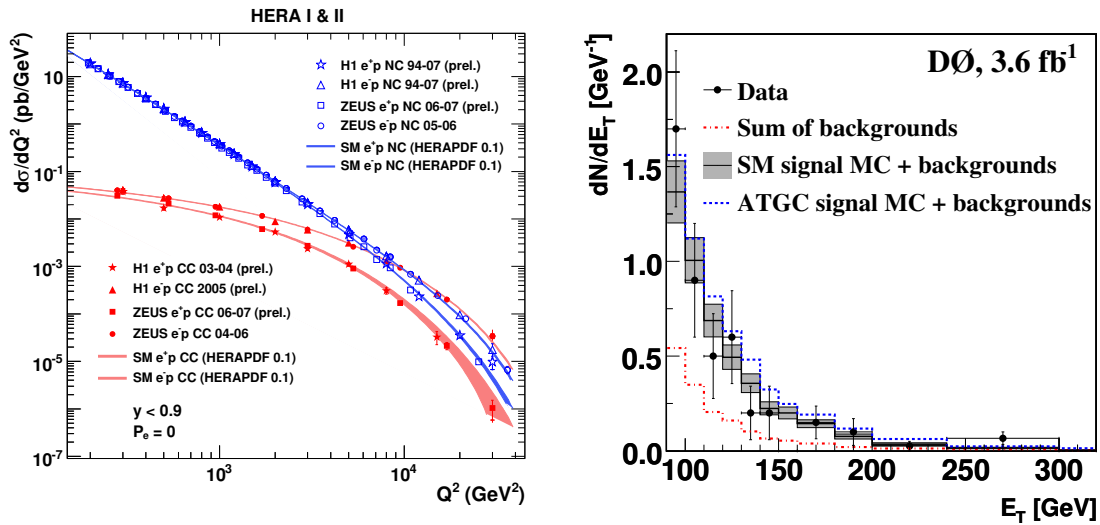 HERA I & II
dσ/dQ² (pb/GeV²)
10
10⁻¹
10⁻³
10⁻⁵
10⁻⁷
H1 e⁺p NC 94-07 (prel.)
H1 e⁻p NC 94-07 (prel.)
ZEUS e⁺p NC 06-07 (prel.)
ZEUS e⁻p NC 05-06
SM e⁺p NC (HERAPDF 0.1)
SM e⁻p NC (HERAPDF 0.1)
H1 e⁺p CC 03-04 (prel.)
H1 e⁻p CC 2005 (prel.)
ZEUS e⁺p CC 06-07 (prel.)
ZEUS e⁻p CC 04-06
SM e⁺p CC (HERAPDF 0.1)
SM e⁻p CC (HERAPDF 0.1)
y < 0.9
Pₑ = 0
10³
10⁴
Q² (GeV²)
dN/dE_T [GeV⁻¹]
2.0
1.5
1.0
0.5
0.0
DØ, 3.6 fb⁻¹
Data
Sum of backgrounds
SM signal MC + backgrounds
ATGC signal MC + backgrounds
100
150
200
250
300
E_T [GeV]